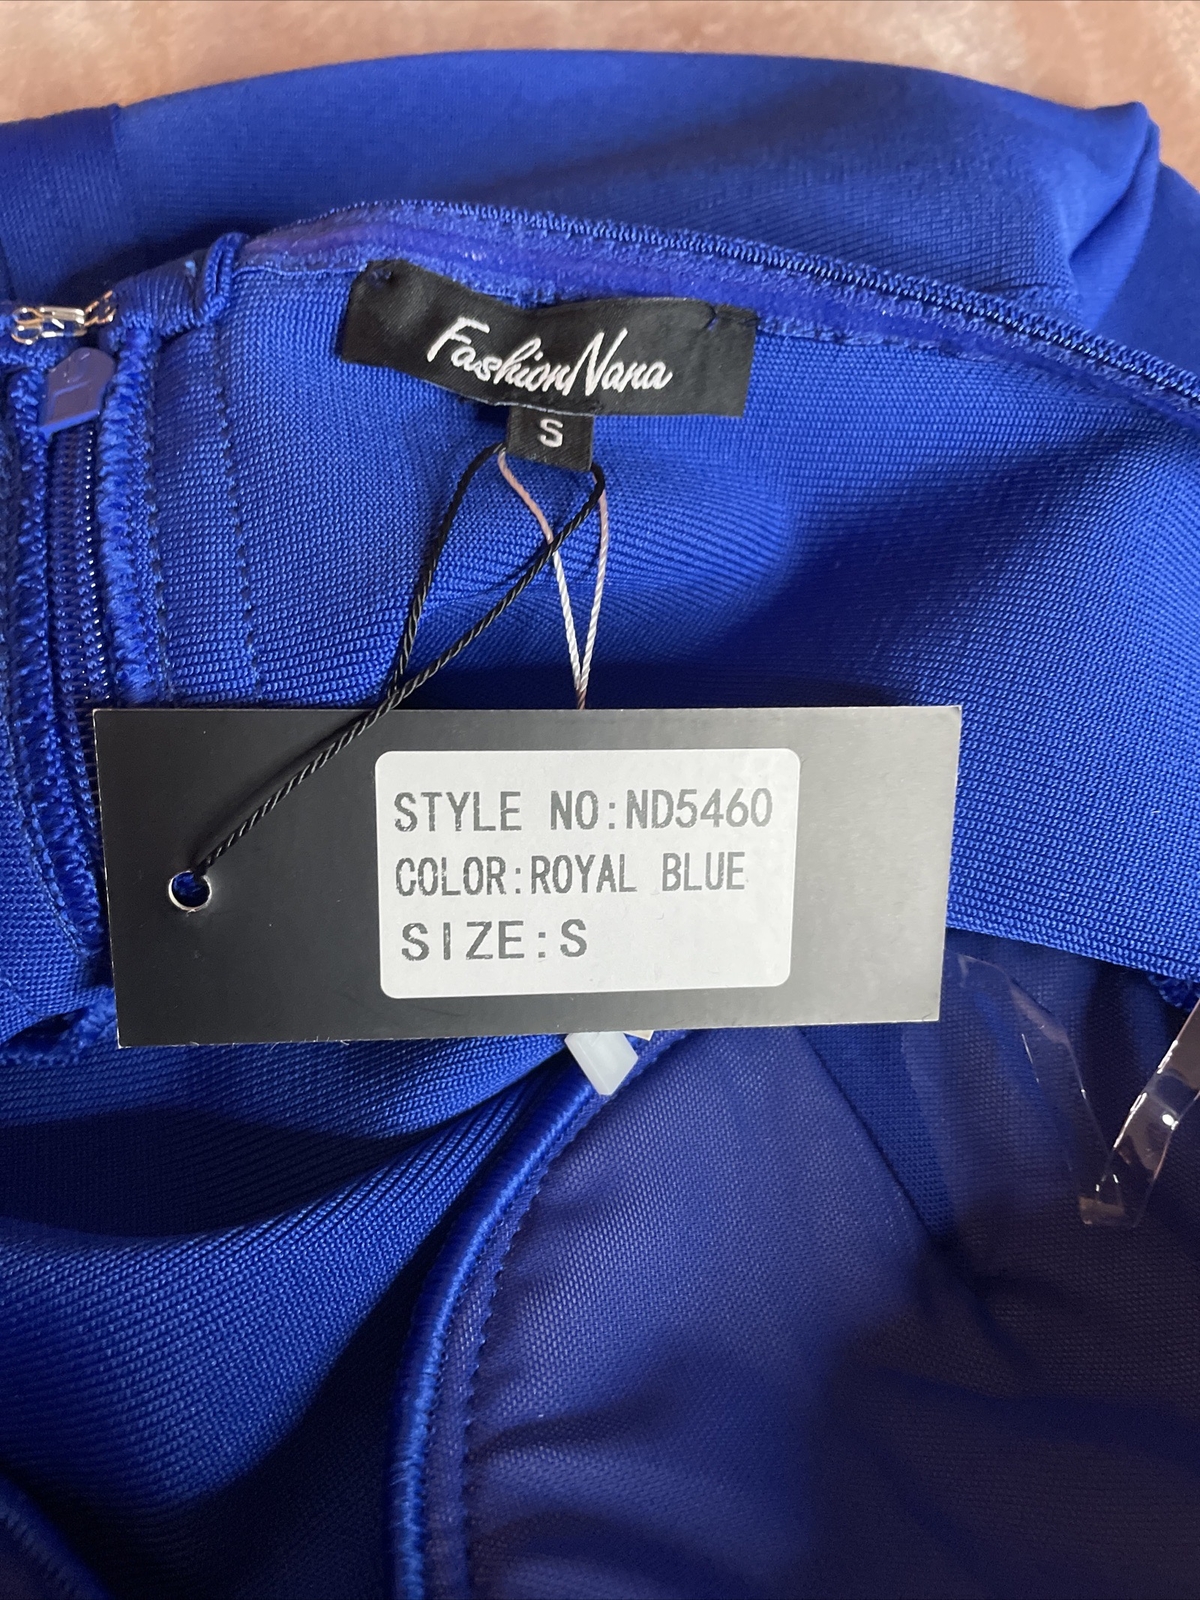 FashionNana
S
STYLE NO:ND5460
COLOR:ROYAL BLUE
SIZE:S